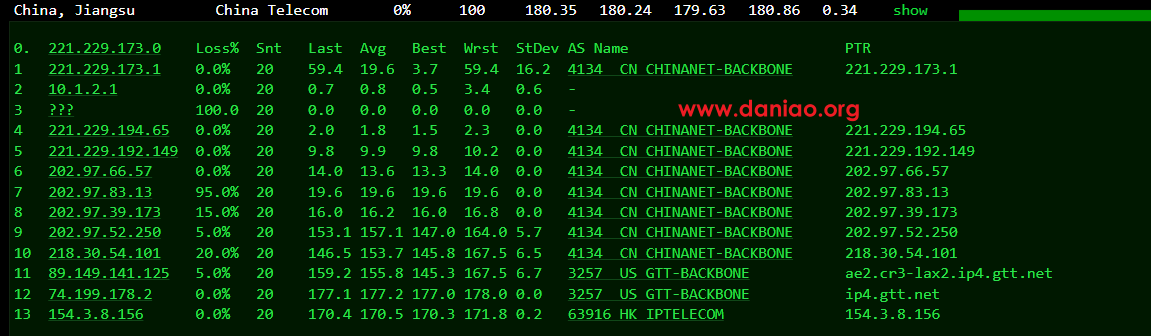 China, Jiangsu China Telecom 0% 100 180.35 180.24 179.63 180.86 0.34 show
0. 221.229.173.0 Loss% Snt Last Avg Best Wrst StDev AS Name PTR
1 221.229.173.1 0.0% 20 59.4 19.6 3.7 59.4 16.2 4134 CN CHINANET-BACKBONE 221.229.173.1
2 10.1.2.1 0.0% 20 0.7 0.8 0.5 3.4 0.6 -
3 ??? 100.0 20 0.0 0.0 0.0 0.0 0.0 -
www.daniao.org
4 221.229.194.65 0.0% 20 2.0 1.8 1.5 2.3 0.0 4134 CN CHINANET-BACKBONE 221.229.194.65
5 221.229.192.149 0.0% 20 9.8 9.9 9.8 10.2 0.0 4134 CN CHINANET-BACKBONE 221.229.192.149
6 202.97.66.57 0.0% 20 14.0 13.6 13.3 14.0 0.0 4134 CN CHINANET-BACKBONE 202.97.66.57
7 202.97.83.13 95.0% 20 19.6 19.6 19.6 19.6 0.0 4134 CN CHINANET-BACKBONE 202.97.83.13
8 202.97.39.173 15.0% 20 16.0 16.2 16.0 16.8 0.0 4134 CN CHINANET-BACKBONE 202.97.39.173
9 202.97.52.250 5.0% 20 153.1 157.1 147.0 164.0 5.7 4134 CN CHINANET-BACKBONE 202.97.52.250
10 218.30.54.101 20.0% 20 146.5 153.7 145.8 167.5 6.5 4134 CN CHINANET-BACKBONE 218.30.54.101
11 89.149.141.125 5.0% 20 159.2 155.8 145.3 167.5 6.7 3257 US GTT-BACKBONE ae2.cr3-lax2.ip4.gtt.net
12 74.199.178.2 0.0% 20 177.1 177.2 177.0 178.0 0.0 3257 US GTT-BACKBONE ip4.gtt.net
13 154.3.8.156 0.0% 20 170.4 170.5 170.3 171.8 0.2 63916 HK IPTELECOM 154.3.8.156